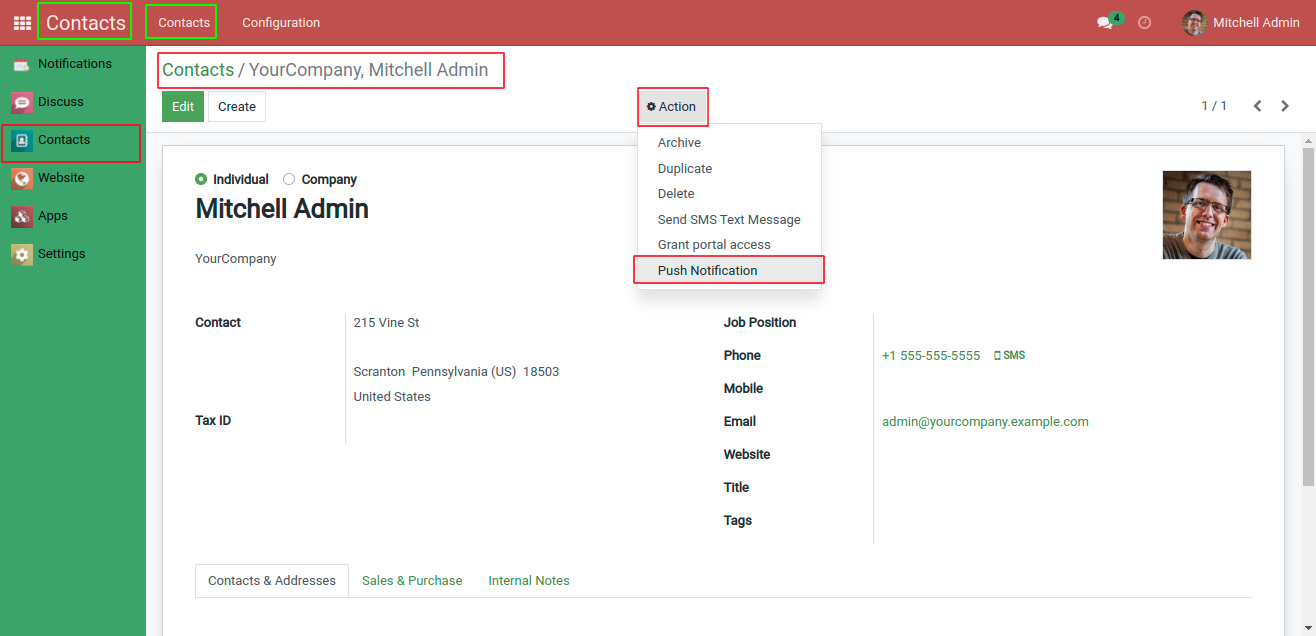 Contacts Contacts Configuration 4 Mitchell Admin
Notifications
Discuss
Contacts
Website
Apps
Settings
Contacts / YourCompany, Mitchell Admin
Edit Create Action 1 / 1
Archive
Duplicate
Delete
Send SMS Text Message
Grant portal access
Push Notification
Individual Company
Mitchell Admin
YourCompany
Contact 215 Vine St
Scranton Pennsylvania (US) 18503
United States
Tax ID
Job Position
Phone +1 555-555-5555 SMS
Mobile
Email admin@yourcompany.example.com
Website
Title
Tags
Contacts & Addresses Sales & Purchase Internal Notes